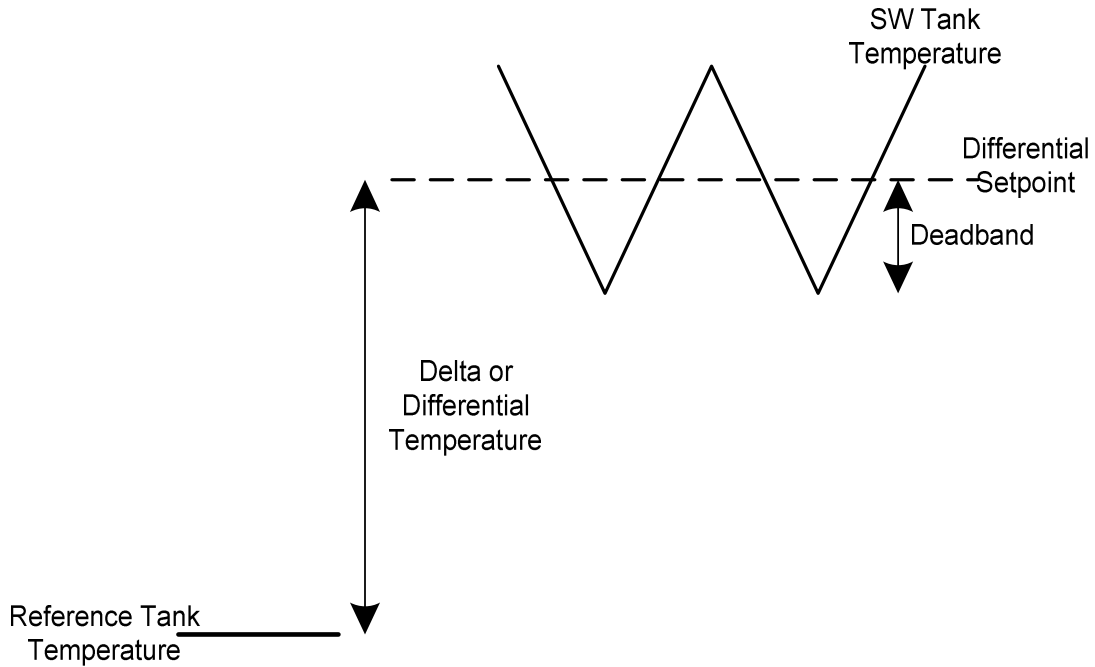 SW Tank
Temperature
Differential
Setpoint
Deadband
Delta or
Differential
Temperature
Reference Tank
Temperature